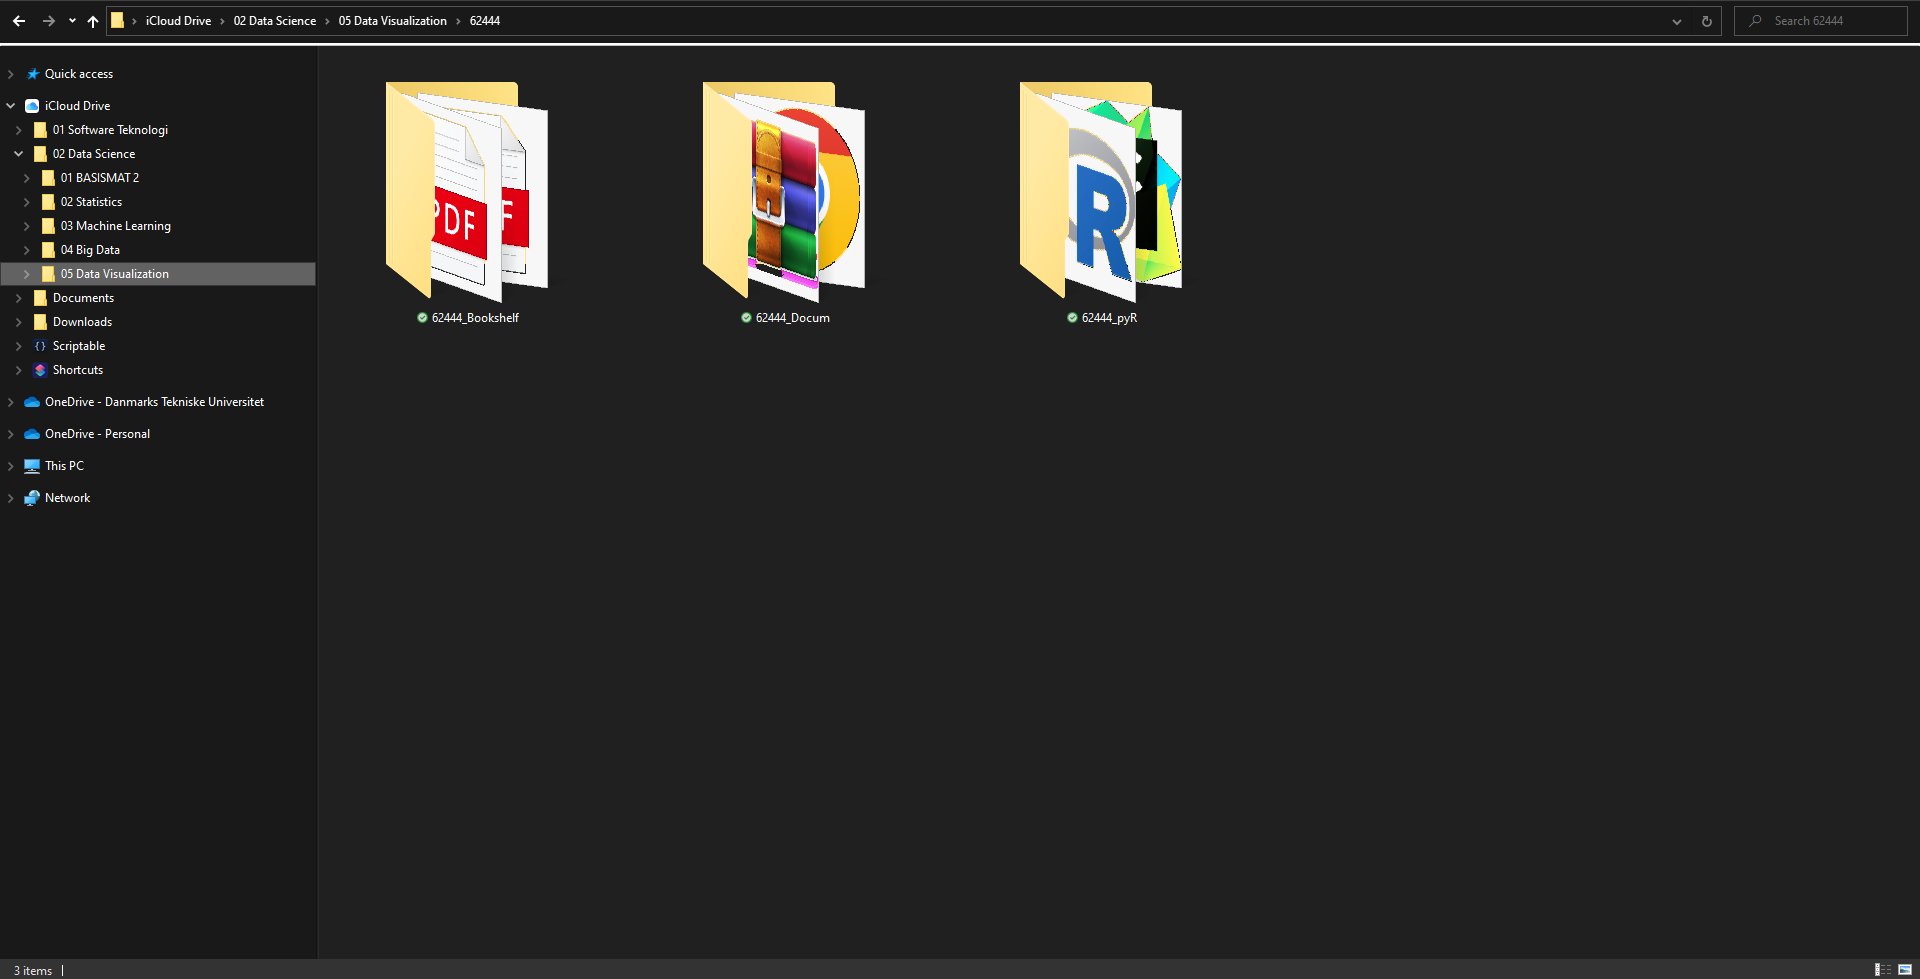 iCloud Drive > 02 Data Science > 05 Data Visualization > 62444
Search 62444
Quick access
iCloud Drive
01 Software Teknologi
02 Data Science
01 BASISMAT 2
02 Statistics
03 Machine Learning
04 Big Data
05 Data Visualization
Documents
Downloads
Scriptable
Shortcuts
OneDrive - Danmarks Tekniske Universitet
OneDrive - Personal
This PC
Network
PDF
F
R
62444_Bookshelf
62444_Docum
62444_pyR
3 items